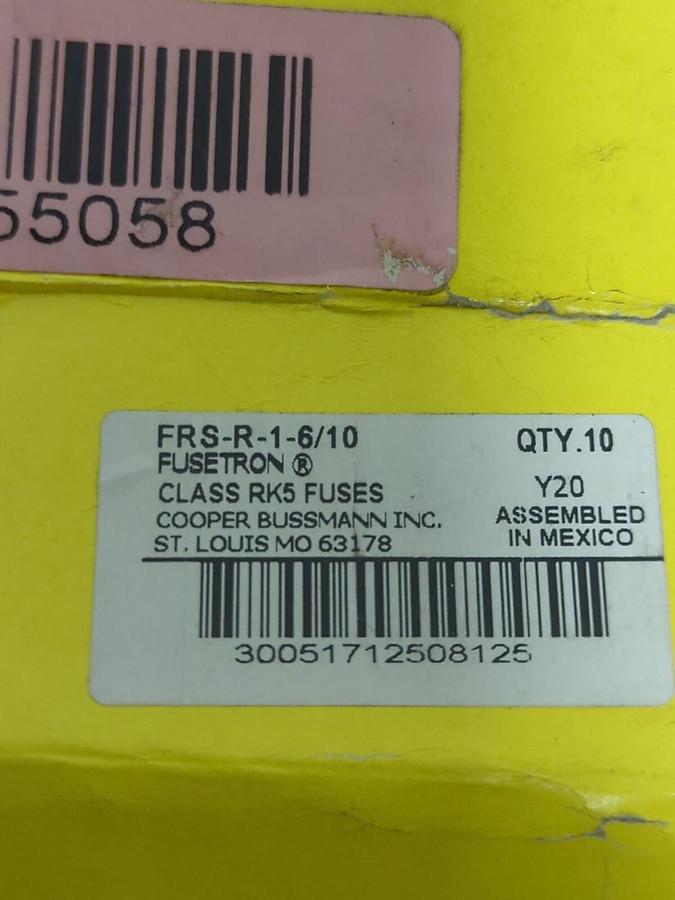 55058
FRS-R-1-6/10 QTY.10
FUSETRON ®
CLASS RK5 FUSES Y20
COOPER BUSSMANN INC. ASSEMBLED
ST. LOUIS MO 63178 IN MEXICO
30051712508125